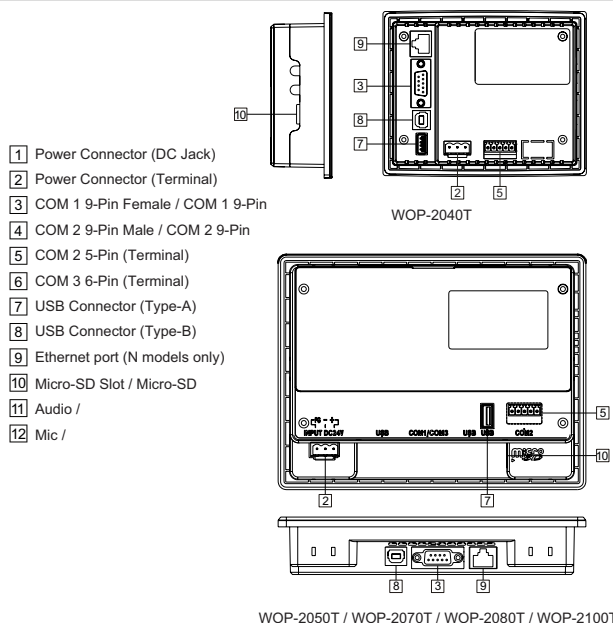 1 Power Connector (DC Jack)
2 Power Connector (Terminal)
3 COM 1 9-Pin Female / COM 1 9-Pin
4 COM 2 9-Pin Male / COM 2 9-Pin
5 COM 2 5-Pin (Terminal)
6 COM 3 6-Pin (Terminal)
7 USB Connector (Type-A)
8 USB Connector (Type-B)
9 Ethernet port (N models only)
10 Micro-SD Slot / Micro-SD
11 Audio /
12 Mic /
10
9
3
8
7
2 5
WOP-2040T
INPUT DC24V USB COM1/COM3 USB USB COM2
5
10
2 7
8 3 9
WOP-2050T / WOP-2070T / WOP-2080T / WOP-2100T